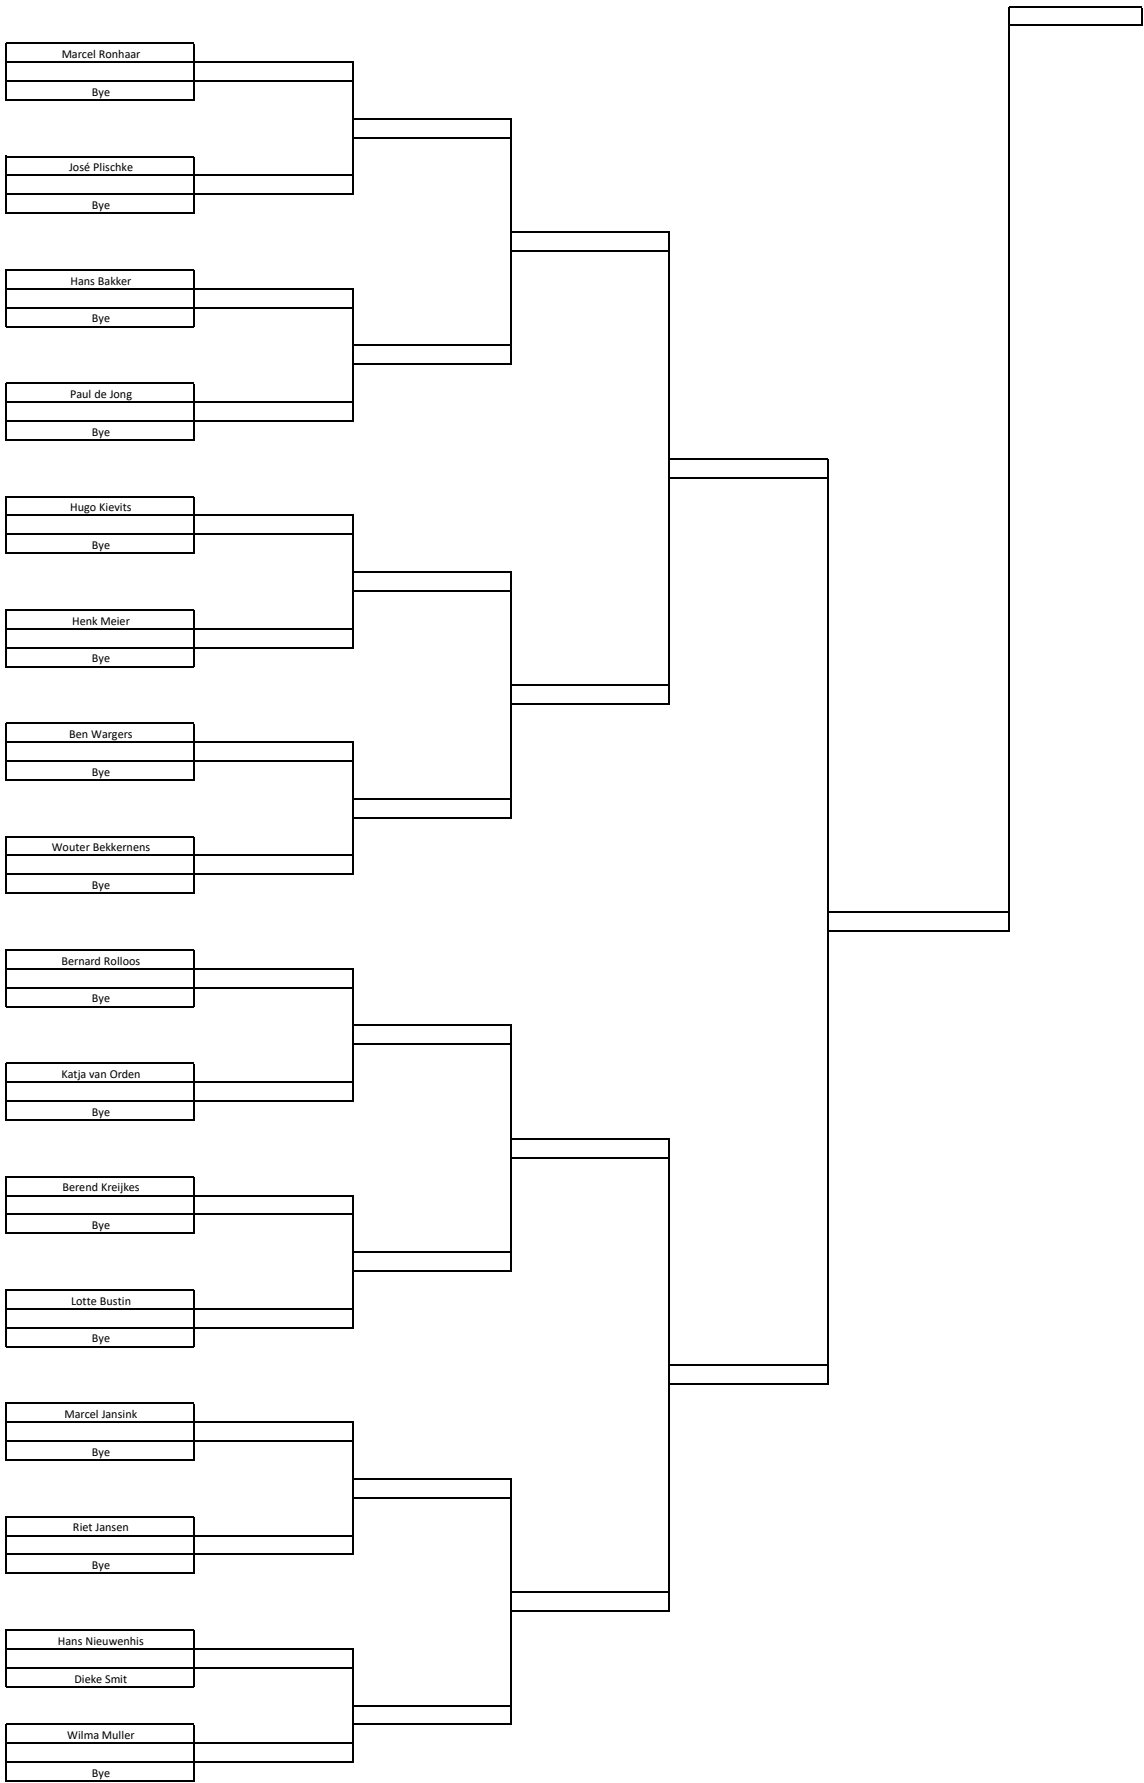 Marcel Ronhaar
Bye
José Plischke
Bye
Hans Bakker
Bye
Paul de Jong
Bye
Hugo Kievits
Bye
Henk Meier
Bye
Ben Wargers
Bye
Wouter Bekkernens
Bye
Bernard Rolloos
Bye
Katja van Orden
Bye
Berend Kreijkes
Bye
Lotte Bustin
Bye
Marcel Jansink
Bye
Riet Jansen
Bye
Hans Nieuwenhis
Dieke Smit
Wilma Muller
Bye